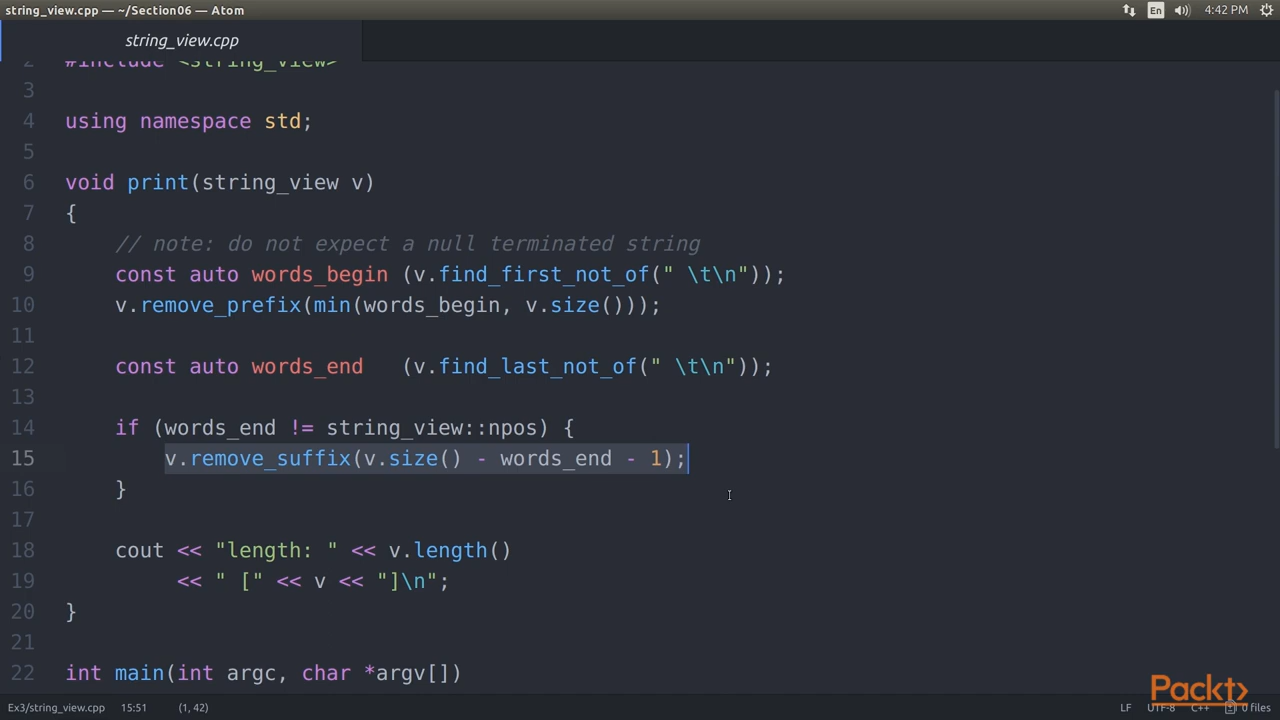 string_view.cpp — ~/Section06 — Atom
En
4:42 PM
string_view.cpp
2 #include <string_view>
3
4 using namespace std;
5
6 void print(string_view v)
7 {
8 // note: do not expect a null terminated string
9 const auto words_begin (v.find_first_not_of(" \t\n"));
10 v.remove_prefix(min(words_begin, v.size()));
11
12 const auto words_end   (v.find_last_not_of(" \t\n"));
13
14 if (words_end != string_view::npos) {
15 v.remove_suffix(v.size() - words_end - 1);
16 }
17
18 cout << "length: " << v.length()
19 << " [" << v << "]\n";
20 }
21
22 int main(int argc, char *argv[])
Packt>
Ex3/string_view.cpp 15:51 (1, 42) LF UTF-8 C++ 0 files